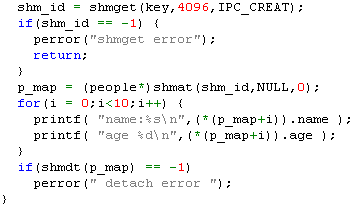 shm_id = shmget(key,4096,IPC_CREAT);
if(shm_id == -1) {
perror("shmget error");
return;
}
p_map = (people*)shmat(shm_id,NULL,0);
for(i = 0;i<10;i++) {
printf( "name:%s\n",(*(p_map+i)).name );
printf( "age %d\n",(*(p_map+i)).age );
}
if(shmdt(p_map) == -1)
perror(" detach error ");
}